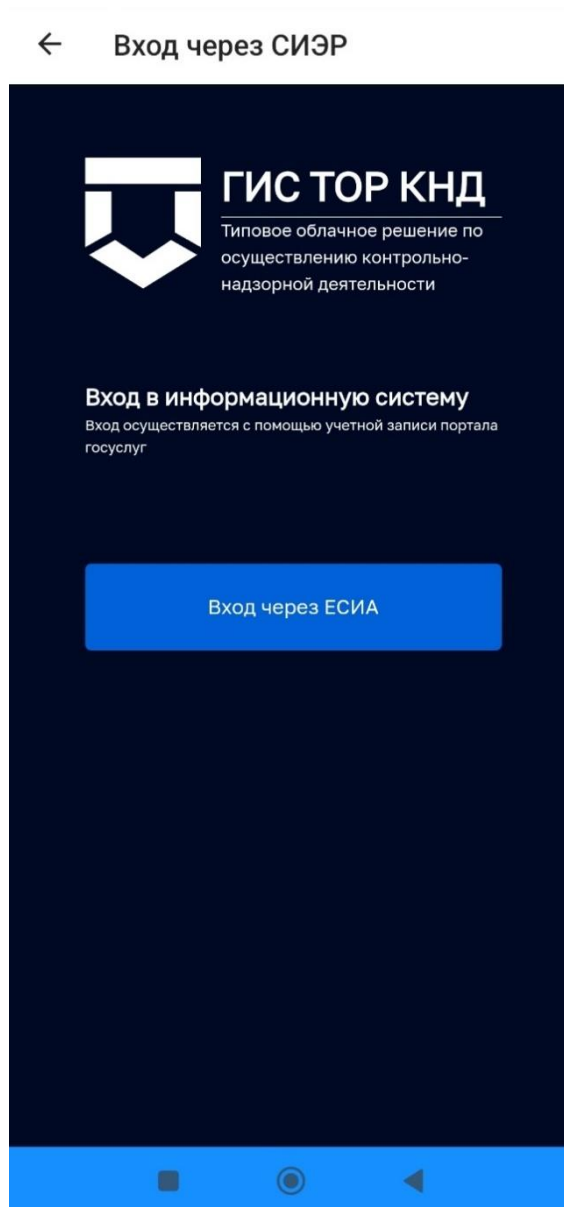 Вход через СИЭР
ГИС ТОР КНД
Типовое облачное решение по
осуществлению контрольно-
надзорной деятельности
Вход в информационную систему
Вход осуществляется с помощью учетной записи портала
госуслуг
Вход через ЕСИА